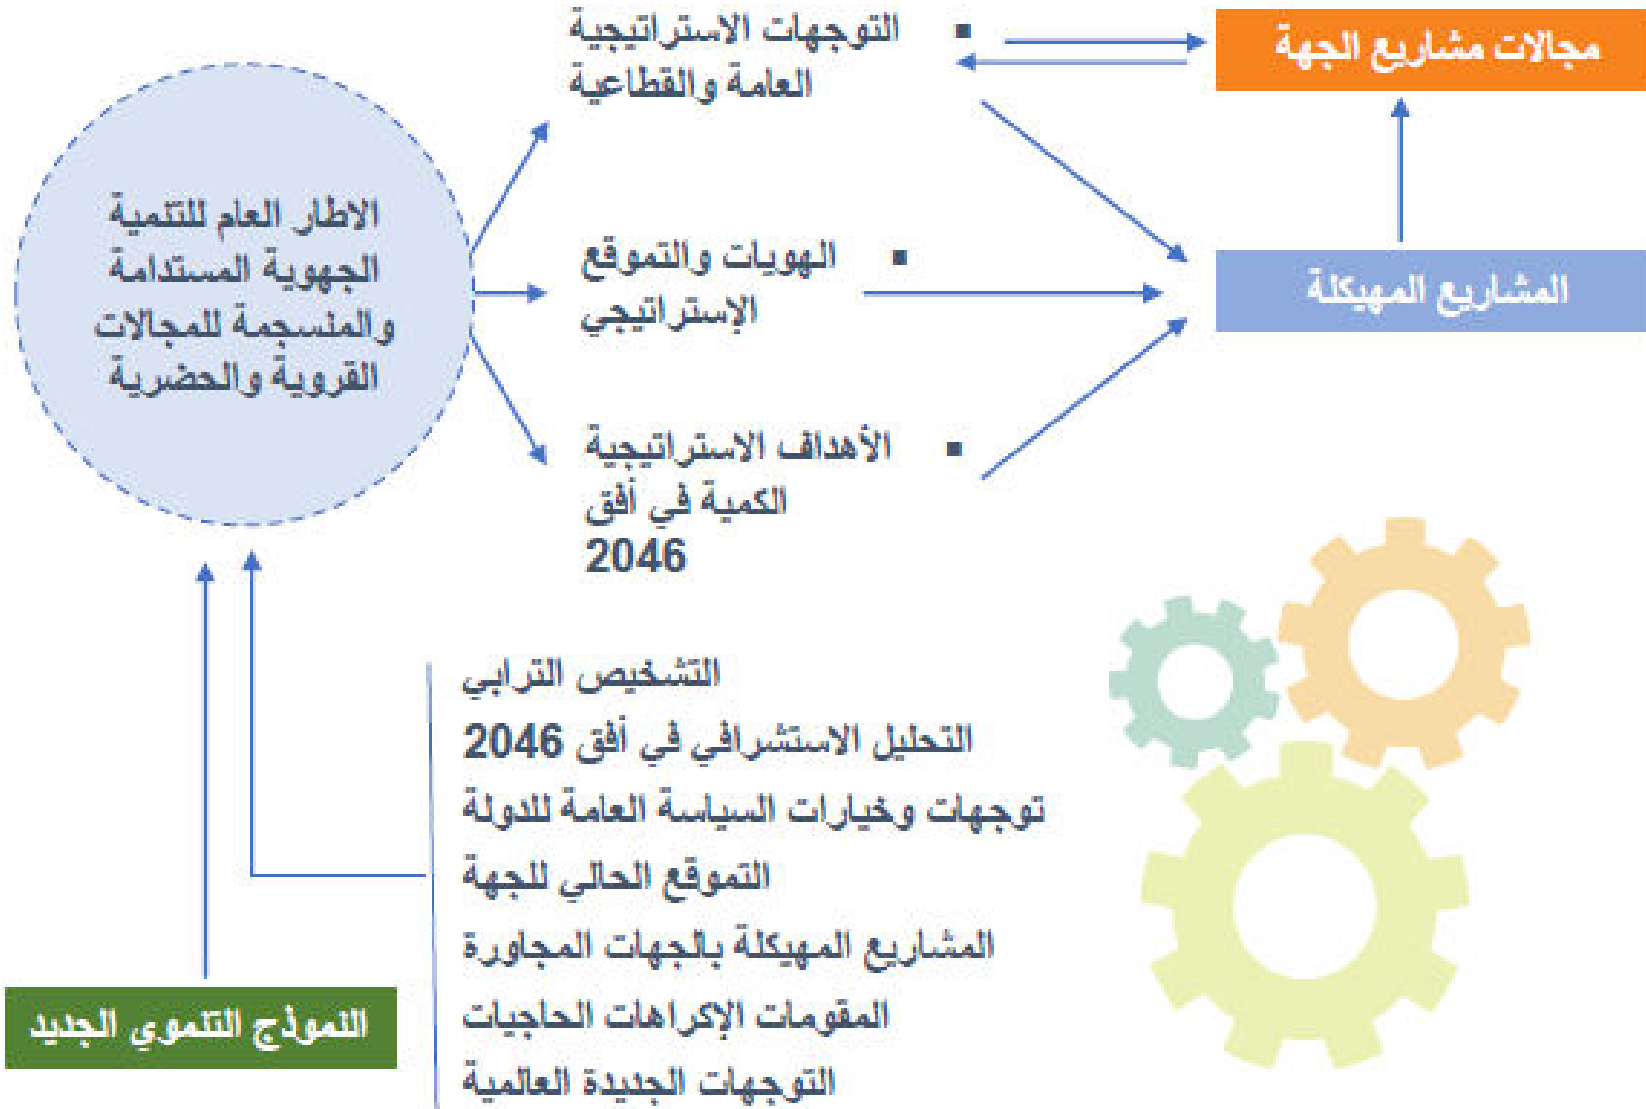 التوجهات الاستراتيجية
العامة والقطاعية
مجالات مشاريع الجهة
الاطار العام للتنمية
الجهوية المستدامة
والمنسجمة للمجالات
القروية والحضرية
الهويات والتموقع
الإستراتيجي
المشاريع المهيكلة
الأهداف الاستراتيجية
الكمية في أفق
2046
التشخيص الترابي
التحليل الاستشرافي في أفق 2046
توجهات وخيارات السياسة العامة للدولة
التموقع الحالي للجهة
المشاريع المهيكلة بالجهات المجاورة
المقومات الإكراهات الحاجيات
التوجهات الجديدة العالمية
النموذج التنموي الجديد